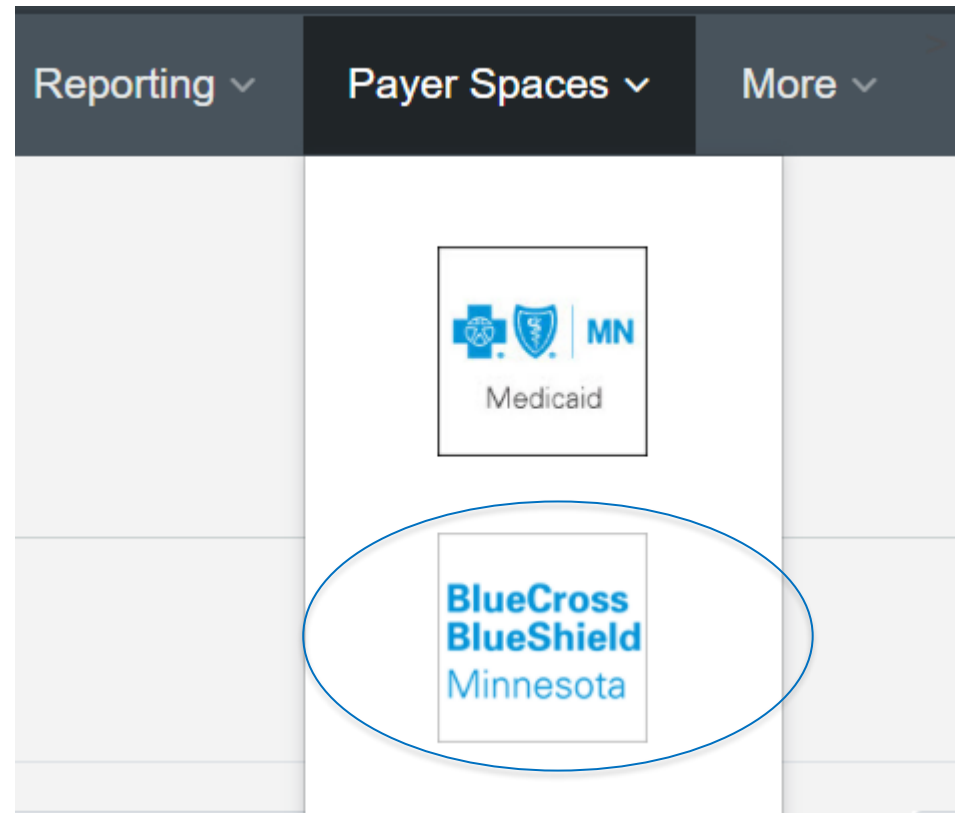 Reporting
Payer Spaces
More
MN
Medicaid
BlueCross
BlueShield
Minnesota